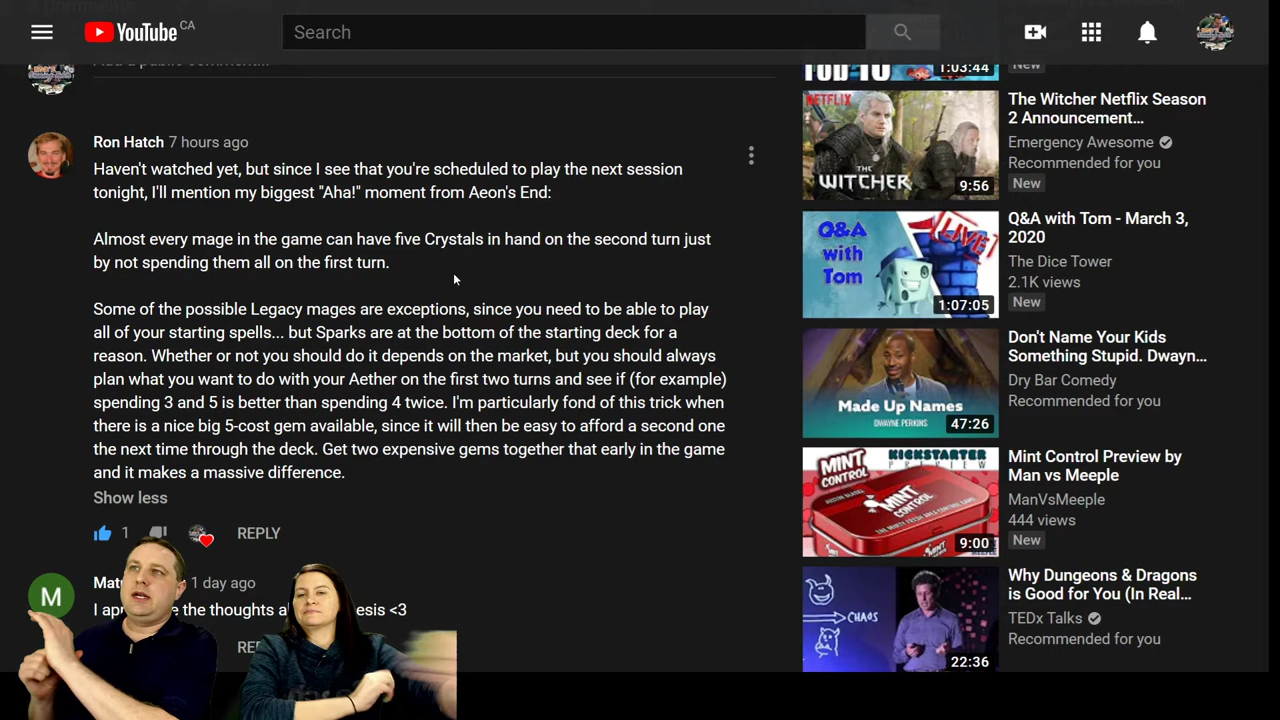 YouTube CA
Search
1:03:44
TOP 10
New
Ron Hatch 7 hours ago
Haven't watched yet, but since I see that you're scheduled to play the next session
tonight, I'll mention my biggest "Aha!" moment from Aeon's End:
Almost every mage in the game can have five Crystals in hand on the second turn just
by not spending them all on the first turn.
Some of the possible Legacy mages are exceptions, since you need to be able to play
all of your starting spells... but Sparks are at the bottom of the starting deck for a
reason. Whether or not you should do it depends on the market, but you should always
plan what you want to do with your Aether on the first two turns and see if (for example)
spending 3 and 5 is better than spending 4 twice. I'm particularly fond of this trick when
there is a nice big 5-cost gem available, since it will then be easy to afford a second one
the next time through the deck. Get two expensive gems together that early in the game
and it makes a massive difference.
Show less
1
REPLY
M
1 day ago
the thoughts
<3
NETFLIX
THE
WITCHER
9:56
The Witcher Netflix Season
2 Announcement...
Emergency Awesome
Recommended for you
New
Q&A
with
Tom
LIVE
1:07:05
Q&A with Tom - March 3,
2020
The Dice Tower
2.1K views
New
Made Up Names
DWAYNE PERKINS
47:26
Don't Name Your Kids
Something Stupid. Dwayn...
Dry Bar Comedy
Recommended for you
MINT
CONTROL
KICKSTARTER
PREVIEW
MINT
CONTROL
9:00
Mint Control Preview by
Man vs Meeple
ManVsMeeple
444 views
New
CHAOS
22:36
Why Dungeons & Dragons
is Good for You (In Real...
TEDx Talks
Recommended for you